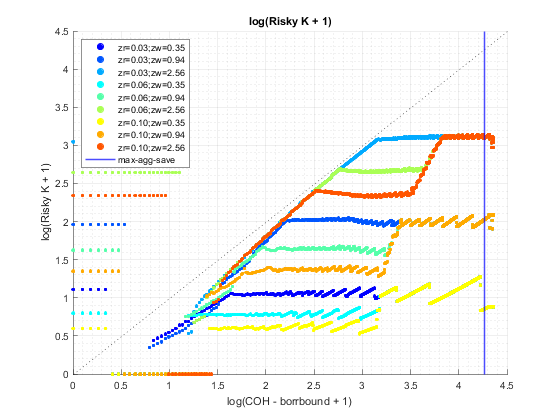 log(Risky K + 1)
4.5
4
3.5
3
2.5
2
1.5
1
0.5
0
log(Risky K + 1)
zr=0.03;zw=0.35
zr=0.03;zw=0.94
zr=0.03;zw=2.56
zr=0.06;zw=0.35
zr=0.06;zw=0.94
zr=0.06;zw=2.56
zr=0.10;zw=0.35
zr=0.10;zw=0.94
zr=0.10;zw=2.56
max-agg-save
0 0.5 1 1.5 2 2.5 3 3.5 4 4.5
log(COH - borrbound + 1)